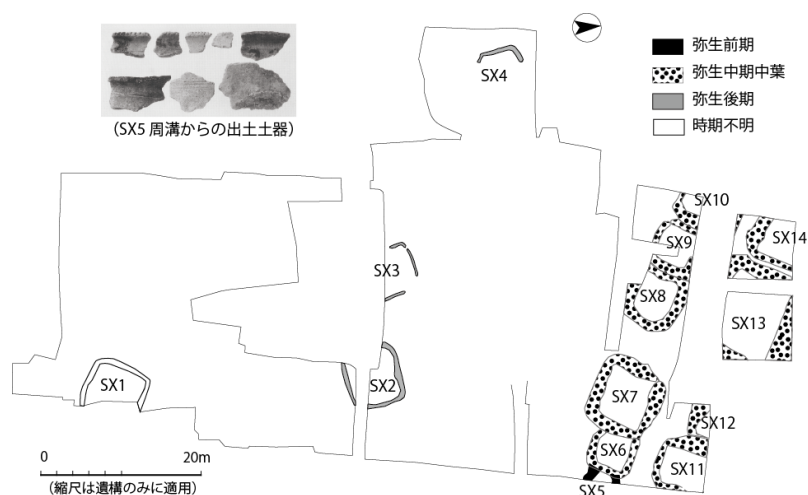 弥生前期
弥生中期中葉
弥生後期
時期不明
(SX5 周溝からの出土土器)
SX4
SX10
SX9
SX14
SX3
SX8
SX13
SX1
SX2
SX7
SX12
SX6
SX11
SX5
0 20m
(縮尺は遺構のみに適用)